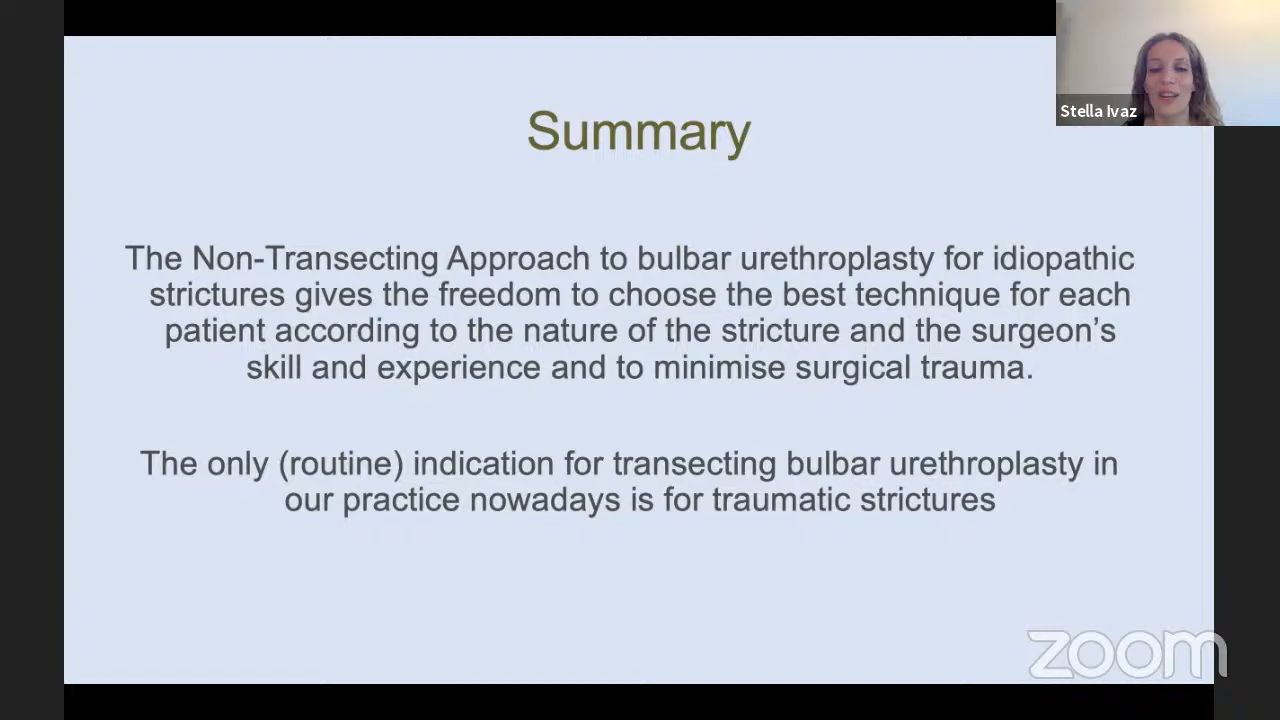 Stella Ivaz
Summary
The Non-Transecting Approach to bulbar urethroplasty for idiopathic
strictures gives the freedom to choose the best technique for each
patient according to the nature of the stricture and the surgeon’s
skill and experience and to minimise surgical trauma.
The only (routine) indication for transecting bulbar urethroplasty in
our practice nowadays is for traumatic strictures
zoom